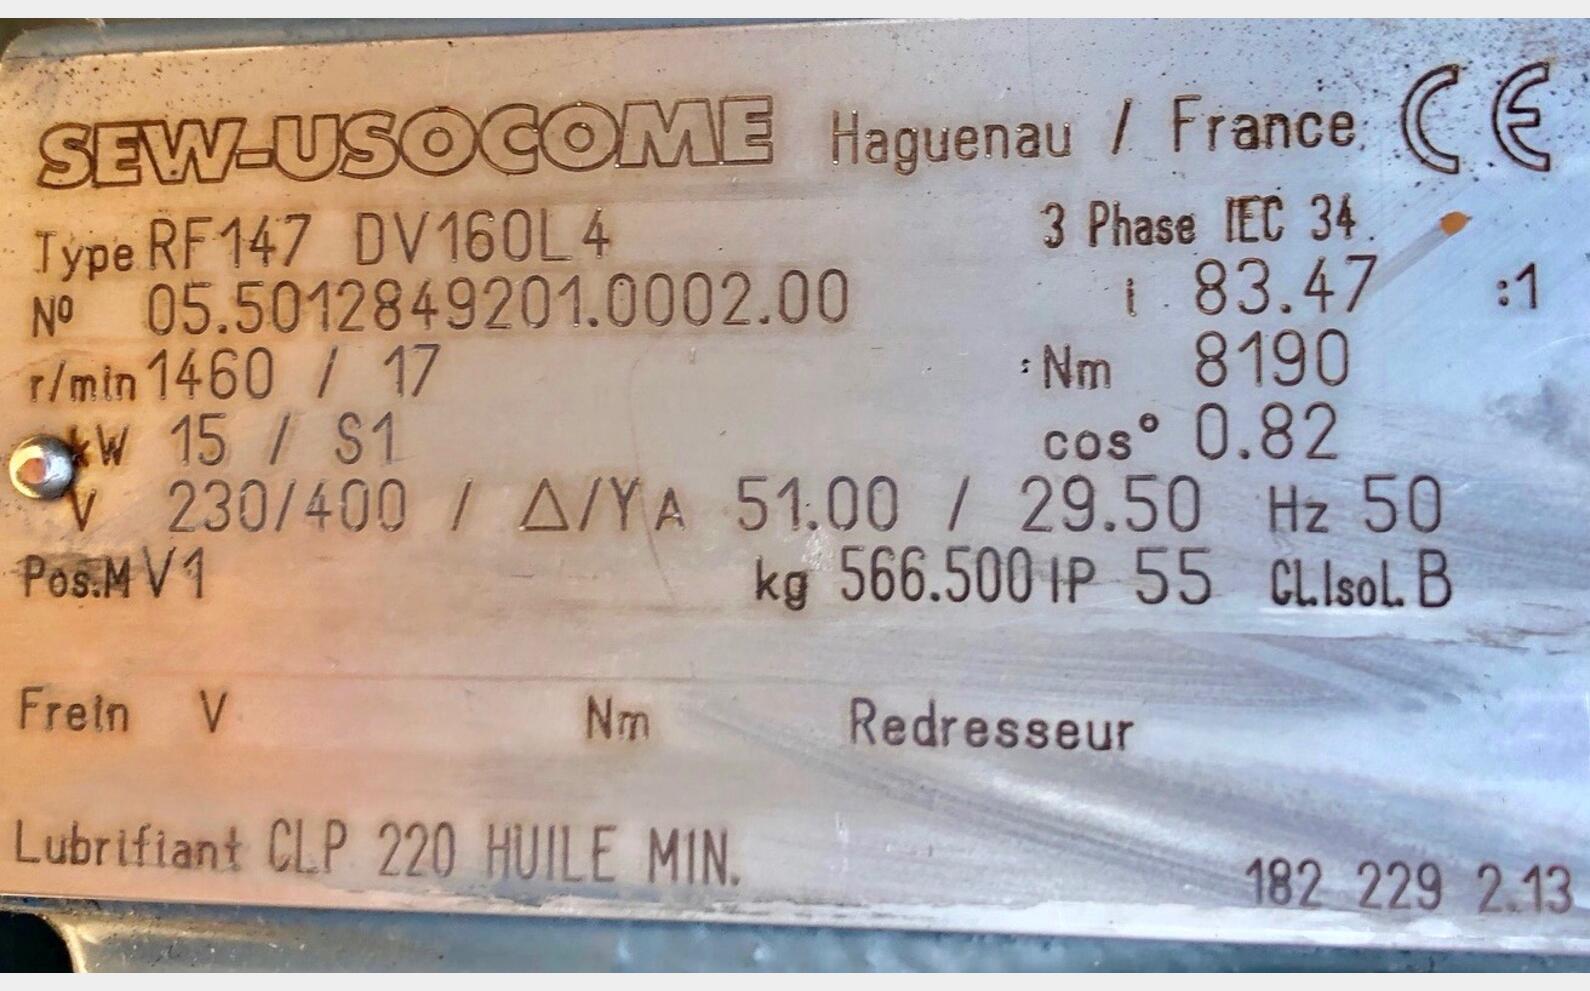 SEW-USOCOME Haguenau / France CE
Type RF147 DV160L4 3 Phase IEC 34
Nº 05.5012849201.0002.00 i 83.47 :1
r/min 1460 / 17 :Nm 8190
kW 15 / S1 cos° 0.82
V 230/400 / Δ/Y A 51.00 / 29.50 Hz 50
Pos.M V1 kg 566.500 IP 55 CL.Isol. B
Frein V Nm Redresseur
Lubrifiant CLP 220 HUILE MIN.
182 229 2.13